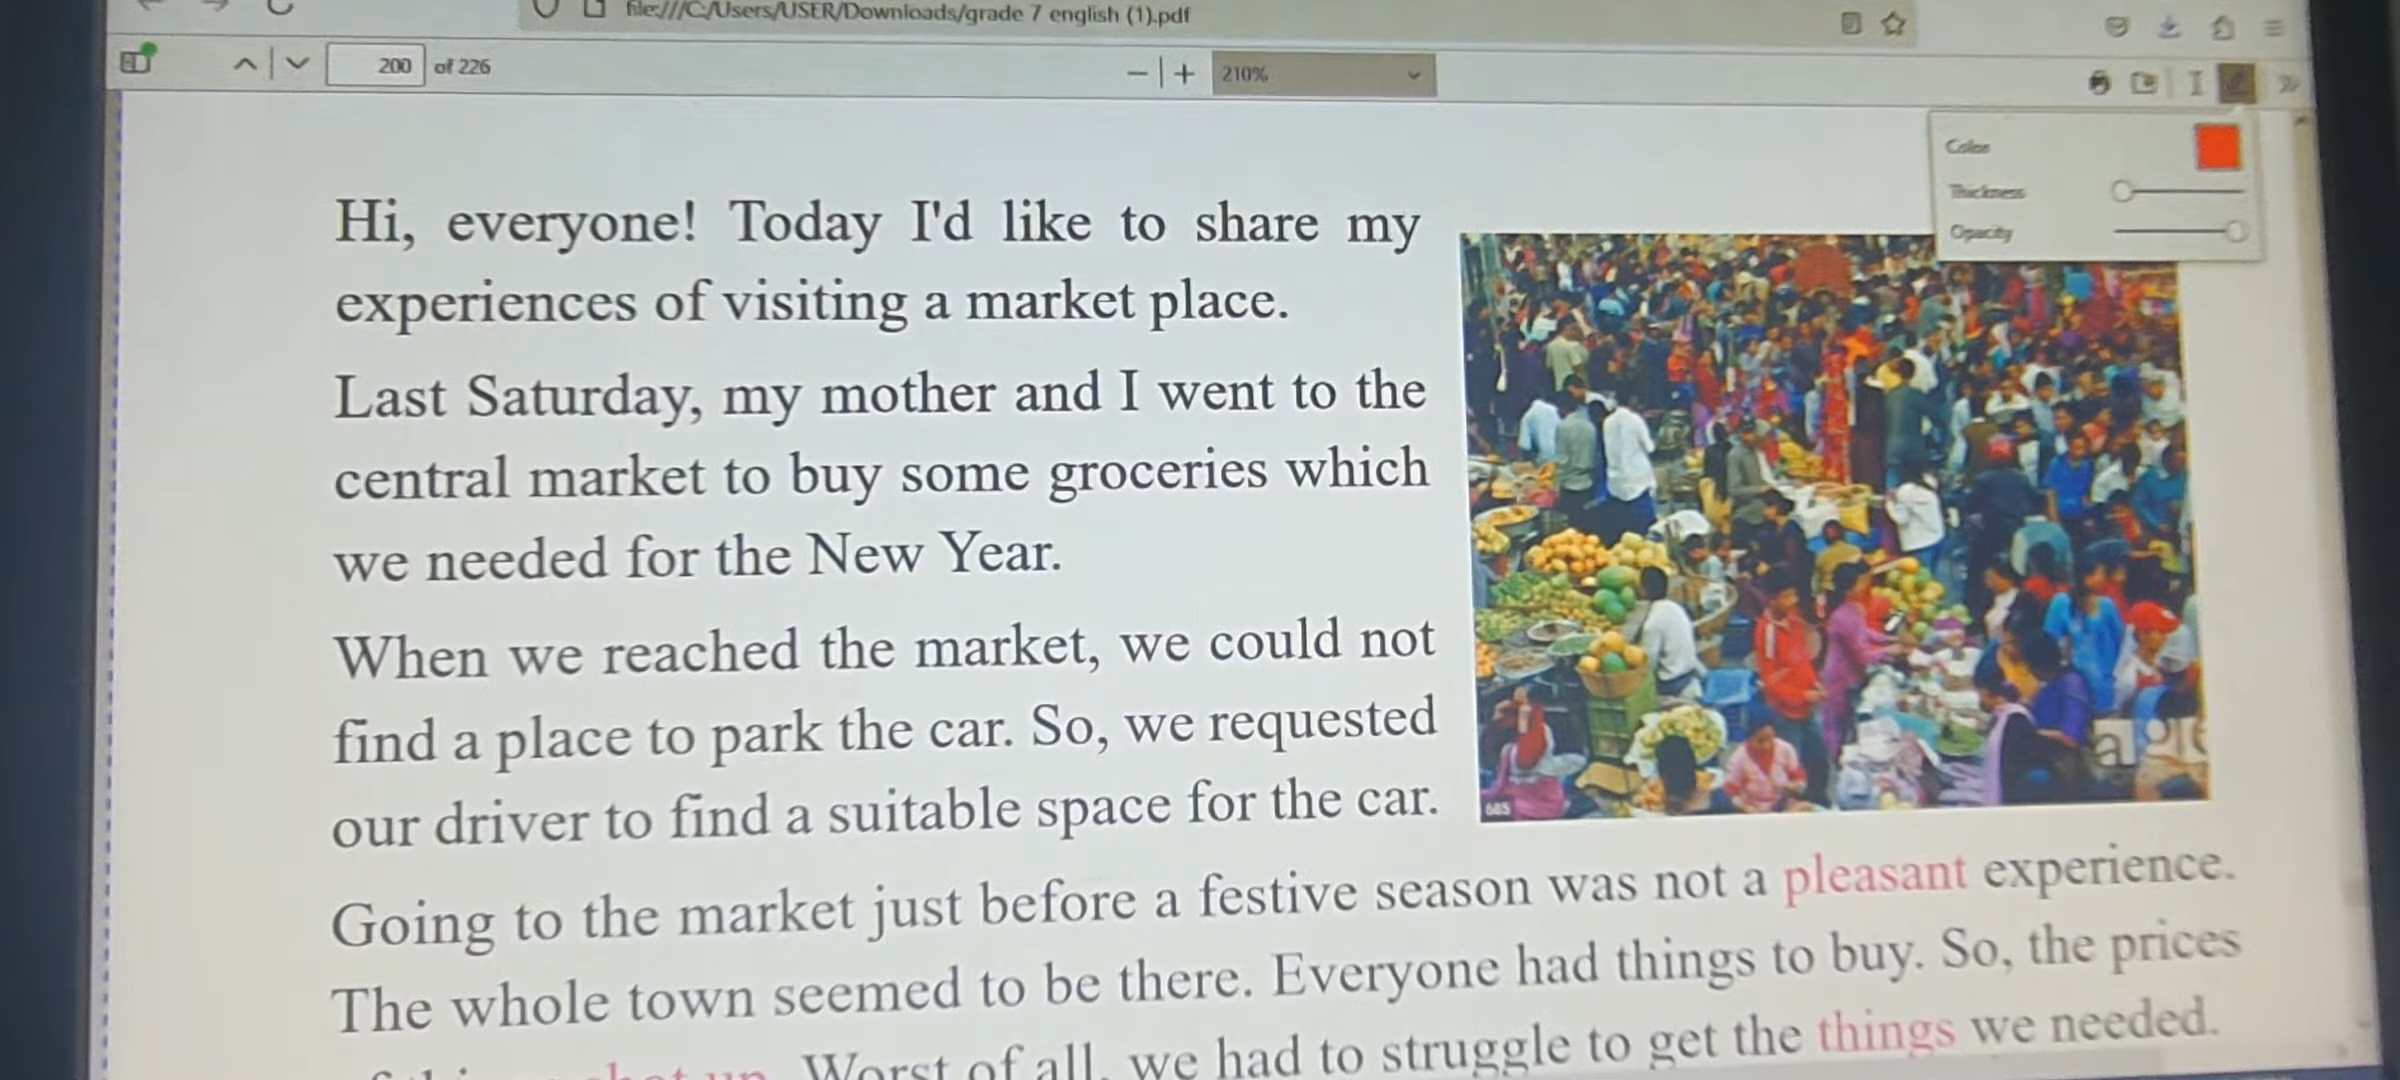 file:///C:/Users/USER/Downloads/grade 7 english (1).pdf
200 of 226
210%
Color
Thickness
Opacity
Hi, everyone! Today I'd like to share my
experiences of visiting a market place.
Last Saturday, my mother and I went to the
central market to buy some groceries which
we needed for the New Year.
When we reached the market, we could not
find a place to park the car. So, we requested
our driver to find a suitable space for the car.
Going to the market just before a festive season was not a pleasant experience.
The whole town seemed to be there. Everyone had things to buy. So, the prices
Worst of all, we had to struggle to get the things we needed.